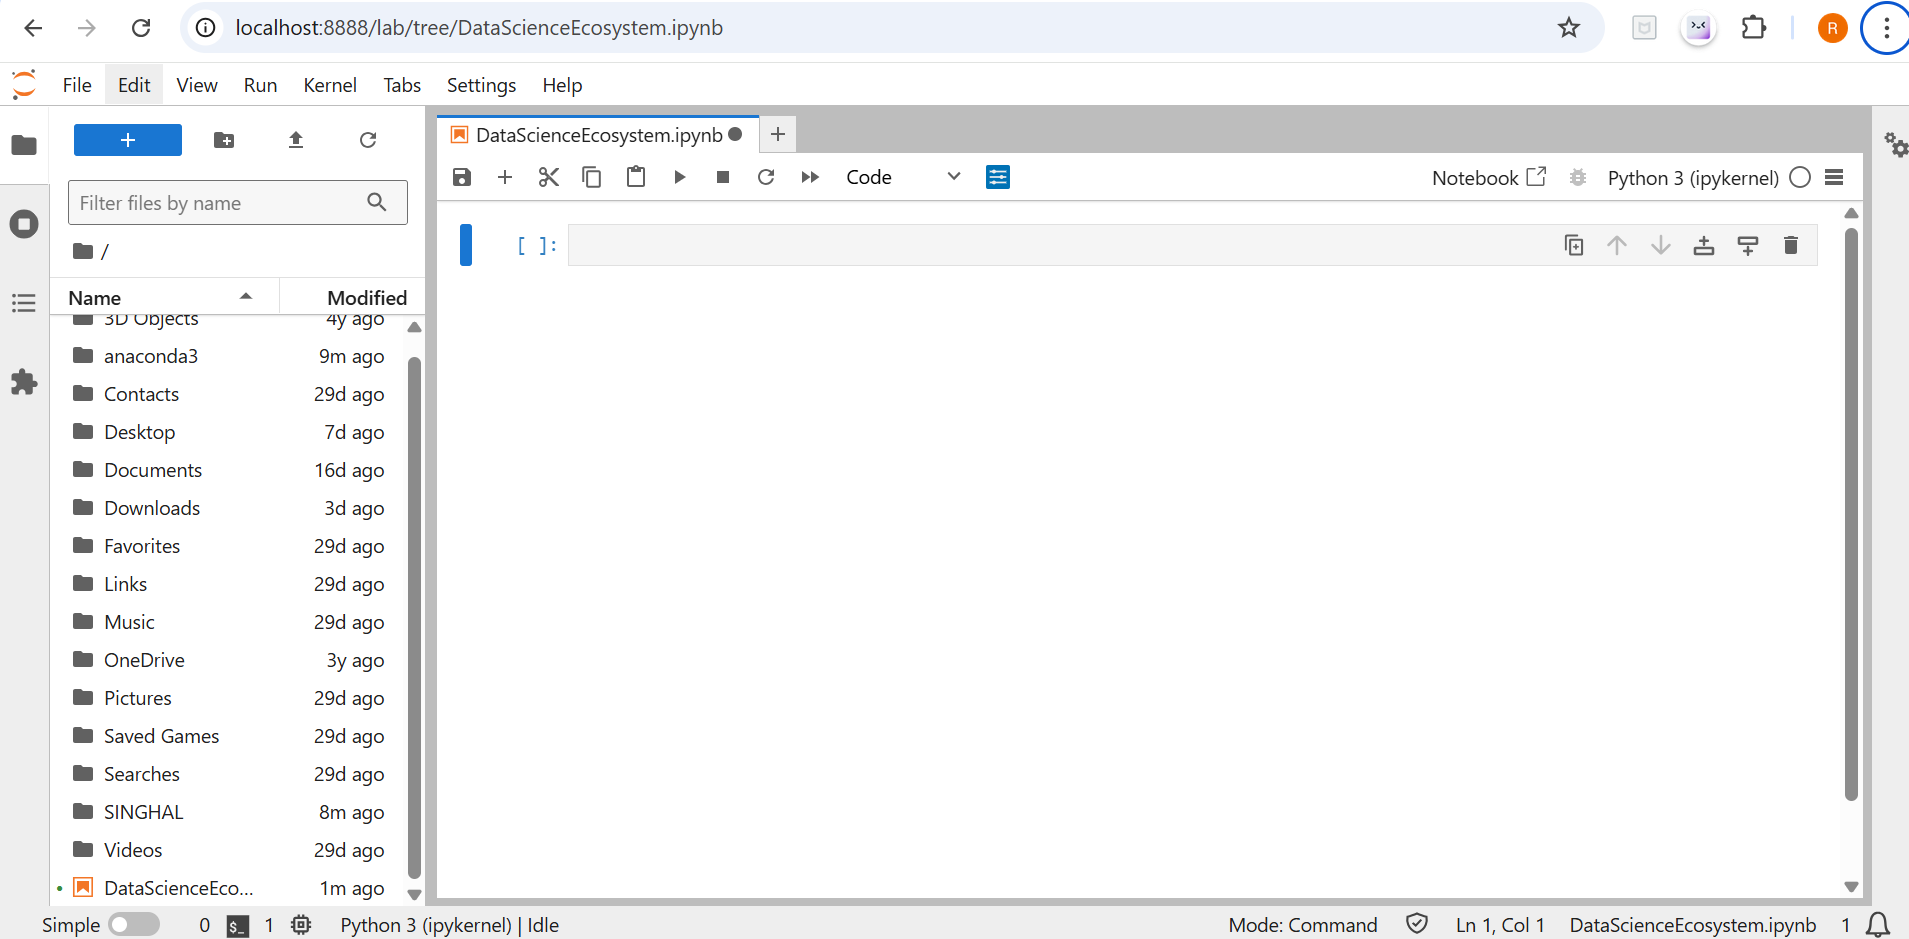 localhost:8888/lab/tree/DataScienceEcosystem.ipynb
R
File Edit View Run Kernel Tabs Settings Help
+
Filter files by name
/
Name Modified
3D Objects 4y ago
anaconda3 9m ago
Contacts 29d ago
Desktop 7d ago
Documents 16d ago
Downloads 3d ago
Favorites 29d ago
Links 29d ago
Music 29d ago
OneDrive 3y ago
Pictures 29d ago
Saved Games 29d ago
Searches 29d ago
SINGHAL 8m ago
Videos 29d ago
DataScienceEco... 1m ago
DataScienceEcosystem.ipynb
Code
Notebook
Python 3 (ipykernel)
[ ]:
Simple 0 $_ 1 Python 3 (ipykernel) | Idle Mode: Command Ln 1, Col 1 DataScienceEcosystem.ipynb 1